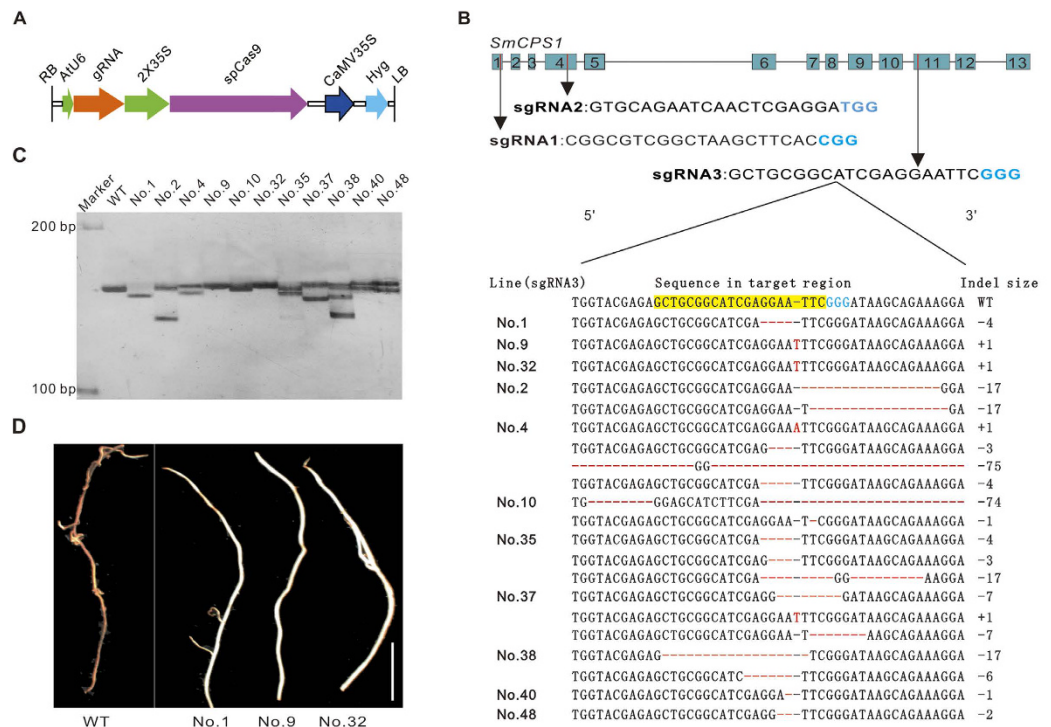 A
RB AtU6 gRNA 2X35S spCas9 CaMV35S Hyg LB
B
SmCPS1
1 2 3 4 5 6 7 8 9 10 11 12 13
sgRNA2:GTGCAGAATCAACTCGAGGATGG
sgRNA1:CGGCGTCGGCTAAGCTTCACCGG
sgRNA3:GCTGCGGCATCGAGGAATTCGGG
5' 3'
Line(sgRNA3) Sequence in target region Indel size
TGGTACGAGAGCTGCGGCATCGAGGAA-TTCGGGATAAGCAGAAAGGA WT
No.1 TGGTACGAGAGCTGCGGCATCGA-----TTCGGGATAAGCAGAAAGGA -4
No.9 TGGTACGAGAGCTGCGGCATCGAGGAATTTCGGGATAAGCAGAAAGGA +1
No.32 TGGTACGAGAGCTGCGGCATCGAGGAATTTCGGGATAAGCAGAAAGGA +1
No.2 TGGTACGAGAGCTGCGGCATCGAGGAA------------------GGA -17
TGGTACGAGAGCTGCGGCATCGAGGAA-T-----------------GA -17
No.4 TGGTACGAGAGCTGCGGCATCGAGGAAATTCGGGATAAGCAGAAAGGA +1
TGGTACGAGAGCTGCGGCATCGAG----TTCGGGATAAGCAGAAAGGA -3
---------------GG------------------------------- -75
TGGTACGAGAGCTGCGGCATCGA-----TTCGGGATAAGCAGAAAGGA -4
No.10 TG--------GGAGCATCTTCGA------------------------- -74
TGGTACGAGAGCTGCGGCATCGAGGAA-T-CGGGATAAGCAGAAAGGA -1
No.35 TGGTACGAGAGCTGCGGCATCGA-----TTCGGGATAAGCAGAAAGGA -4
TGGTACGAGAGCTGCGGCATCGAG----TTCGGGATAAGCAGAAAGGA -3
TGGTACGAGAGCTGCGGCATCGA---------GG---------AAGGA -17
No.37 TGGTACGAGAGCTGCGGCATCGAGG--------GATAAGCAGAAAGGA -7
TGGTACGAGAGCTGCGGCATCGAGGAATTTCGGGATAAGCAGAAAGGA +1
TGGTACGAGAGCTGCGGCATCGAGGAA-T-------AAGCAGAAAGGA -7
No.38 TGGTACGAGAG------------------TCGGGATAAGCAGAAAGGA -17
TGGTACGAGAGCTGCGGCATC-------TTCGGGATAAGCAGAAAGGA -6
No.40 TGGTACGAGAGCTGCGGCATCGAGGA--TTCGGGATAAGCAGAAAGGA -1
No.48 TGGTACGAGAGCTGCGGCATCGAGG---TTCGGGATAAGCAGAAAGGA -2
C
Marker WT No.1 No.2 No.4 No.9 No.10 No.32 No.35 No.37 No.38 No.40 No.48
200 bp
100 bp
D
WT No.1 No.9 No.32